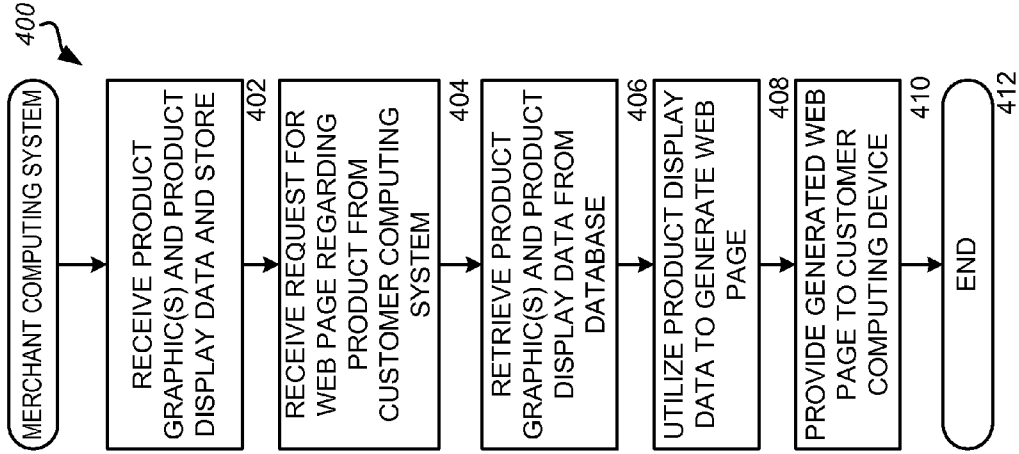 400
MERCHANT COMPUTING SYSTEM
RECEIVE PRODUCT
GRAPHIC(S) AND PRODUCT
DISPLAY DATA AND STORE
402
RECEIVE REQUEST FOR
WEB PAGE REGARDING
PRODUCT FROM
CUSTOMER COMPUTING
SYSTEM
404
RETRIEVE PRODUCT
GRAPHIC(S) AND PRODUCT
DISPLAY DATA FROM
DATABASE
406
UTILIZE PRODUCT DISPLAY
DATA TO GENERATE WEB
PAGE
408
PROVIDE GENERATED WEB
PAGE TO CUSTOMER
COMPUTING DEVICE
410
END
412